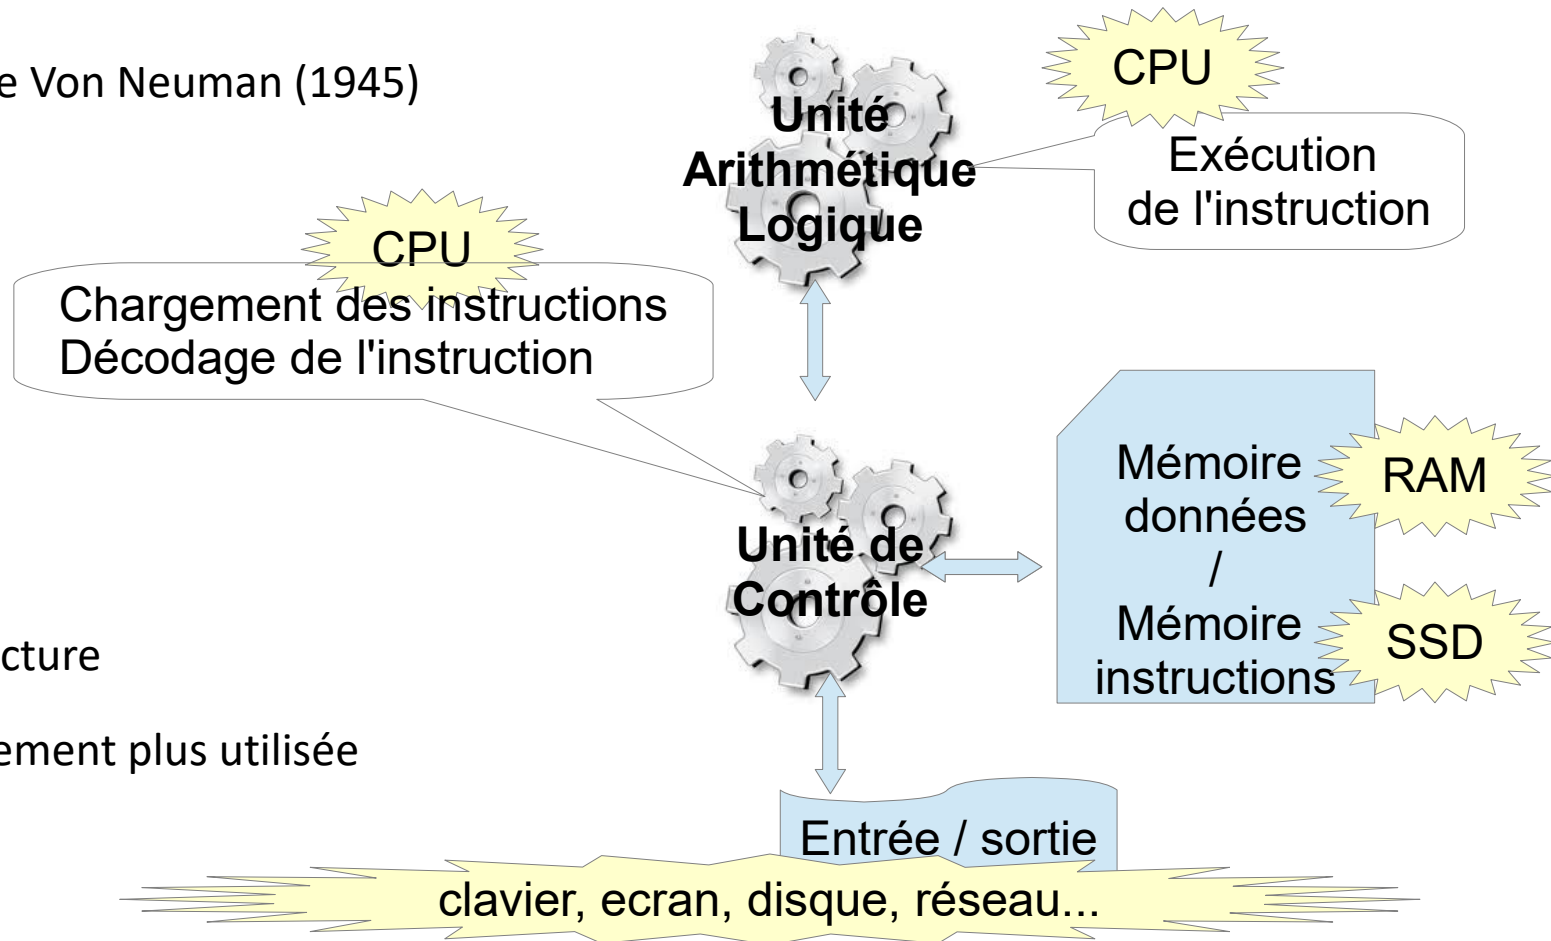 e Von Neuman (1945)
CPU
Unité
Arithmétique
Logique
Exécution
de l'instruction
CPU
Chargement des instructions
Décodage de l'instruction
Mémoire
données
/
Mémoire
instructions
RAM
SSD
Unité de
Contrôle
cture
ement plus utilisée
Entrée / sortie
clavier, ecran, disque, réseau...